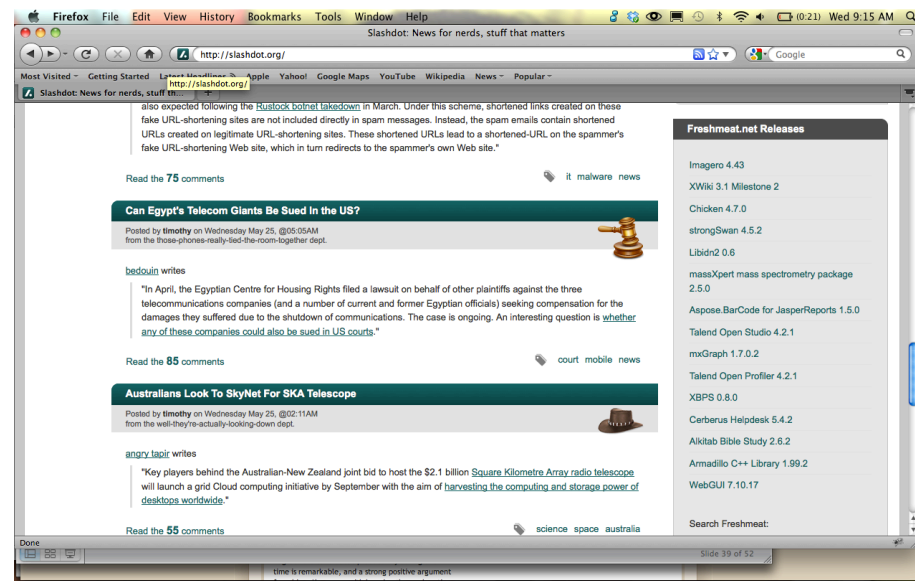 Firefox File Edit View History Bookmarks Tools Window Help (0:21) Wed 9:15 AM
Slashdot: News for nerds, stuff that matters
http://slashdot.org/ Google
Most Visited Getting Started Latest Headlines Apple Yahoo! Google Maps YouTube Wikipedia News Popular
http://slashdot.org/
Slashdot: News for nerds, stuff th...
also expected following the Rustock botnet takedown in March. Under this scheme, shortened links created on these
fake URL-shortening sites are not included directly in spam messages. Instead, the spam emails contain shortened
URLs created on legitimate URL-shortening sites. These shortened URLs lead to a shortened-URL on the spammer's
fake URL-shortening Web site, which in turn redirects to the spammer's own Web site."
Read the 75 comments
it malware news
Can Egypt's Telecom Giants Be Sued In the US?
Posted by timothy on Wednesday May 25, @05:05AM
from the those-phones-really-tied-the-room-together dept.
bedouin writes
"In April, the Egyptian Centre for Housing Rights filed a lawsuit on behalf of other plaintiffs against the three
telecommunications companies (and a number of current and former Egyptian officials) seeking compensation for the
damages they suffered due to the shutdown of communications. The case is ongoing. An interesting question is whether
any of these companies could also be sued in US courts."
Read the 85 comments
court mobile news
Australians Look To SkyNet For SKA Telescope
Posted by timothy on Wednesday May 25, @02:11AM
from the well-they're-actually-looking-down dept.
angry tapir writes
"Key players behind the Australian-New Zealand joint bid to host the $2.1 billion Square Kilometre Array radio telescope
will launch a grid Cloud computing initiative by September with the aim of harvesting the computing and storage power of
desktops worldwide."
Read the 55 comments
science space australia
Freshmeat.net Releases
Imagero 4.43
XWiki 3.1 Milestone 2
Chicken 4.7.0
strongSwan 4.5.2
Libidn2 0.6
massXpert mass spectrometry package
2.5.0
Aspose.BarCode for JasperReports 1.5.0
Talend Open Studio 4.2.1
mxGraph 1.7.0.2
Talend Open Profiler 4.2.1
XBPS 0.8.0
Cerberus Helpdesk 5.4.2
Alkitab Bible Study 2.6.2
Armadillo C++ Library 1.99.2
WebGUI 7.10.17
Search Freshmeat:
Done
Slide 39 of 52
time is remarkable, and a strong positive argument